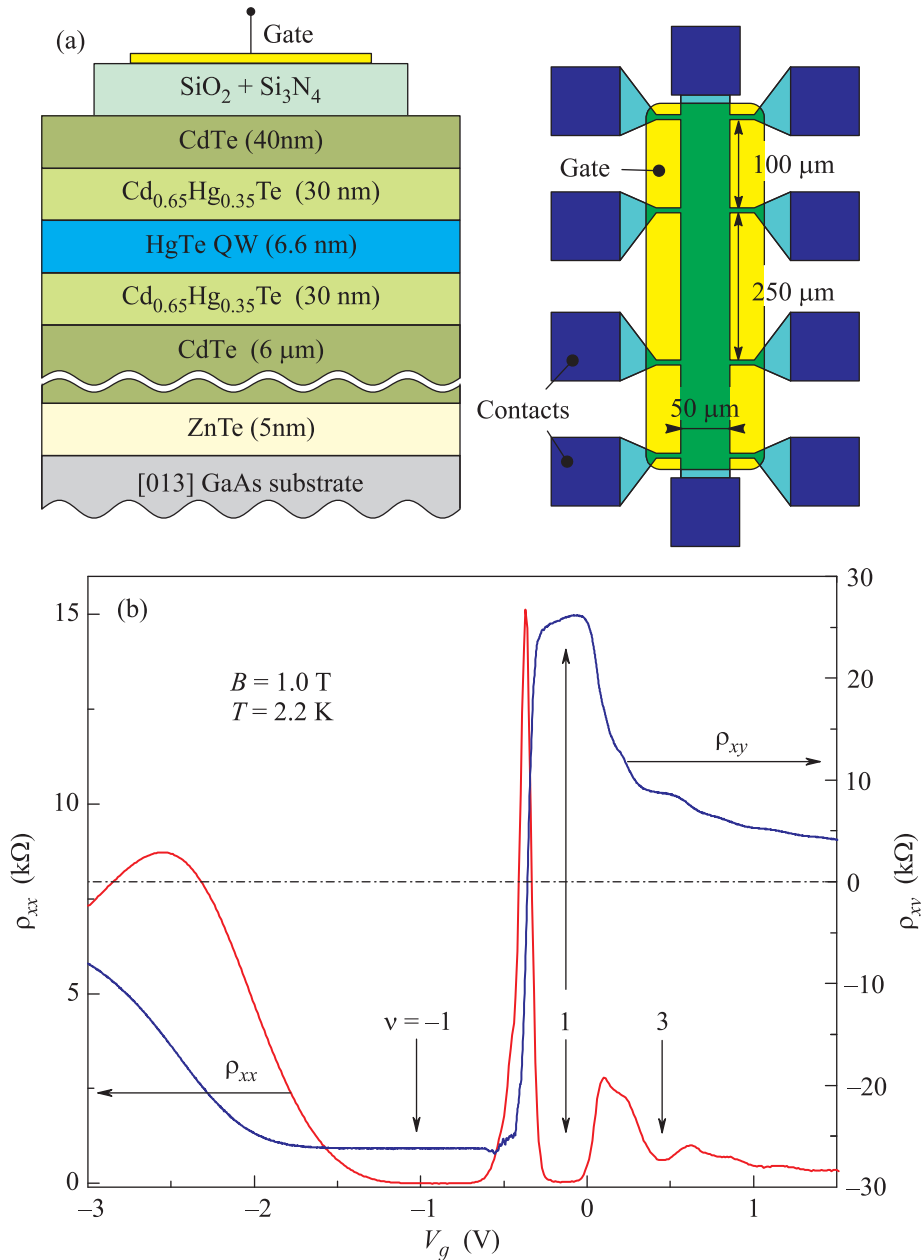 (a)
Gate
SiO₂ + Si₃N₄
CdTe (40nm)
Cd₀.₆₅Hg₀.₃₅Te (30 nm)
HgTe QW (6.6 nm)
Cd₀.₆₅Hg₀.₃₅Te (30 nm)
CdTe (6 μm)
ZnTe (5nm)
[013] GaAs substrate
Gate
100 μm
250 μm
Contacts
50 μm
(b)
B = 1.0 T
T = 2.2 K
ρxy
ν = –1
1
3
ρxx
15
10
5
0
ρxx (kΩ)
30
20
10
0
–10
–20
–30
ρxy (kΩ)
–3
–2
–1
0
1
Vg (V)